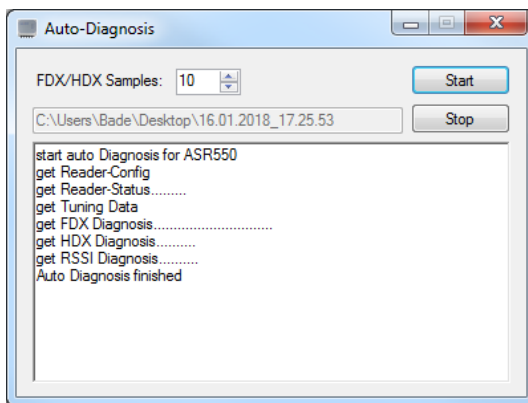 Auto-Diagnosis
FDX/HDX Samples: 10 Start
C:\Users\Bade\Desktop\16.01.2018_17.25.53 Stop
start auto Diagnosis for ASR550
get Reader-Config
get Reader-Status.........
get Tuning Data
get FDX Diagnosis..............................
get HDX Diagnosis..........
get RSSI Diagnosis..........
Auto Diagnosis finished